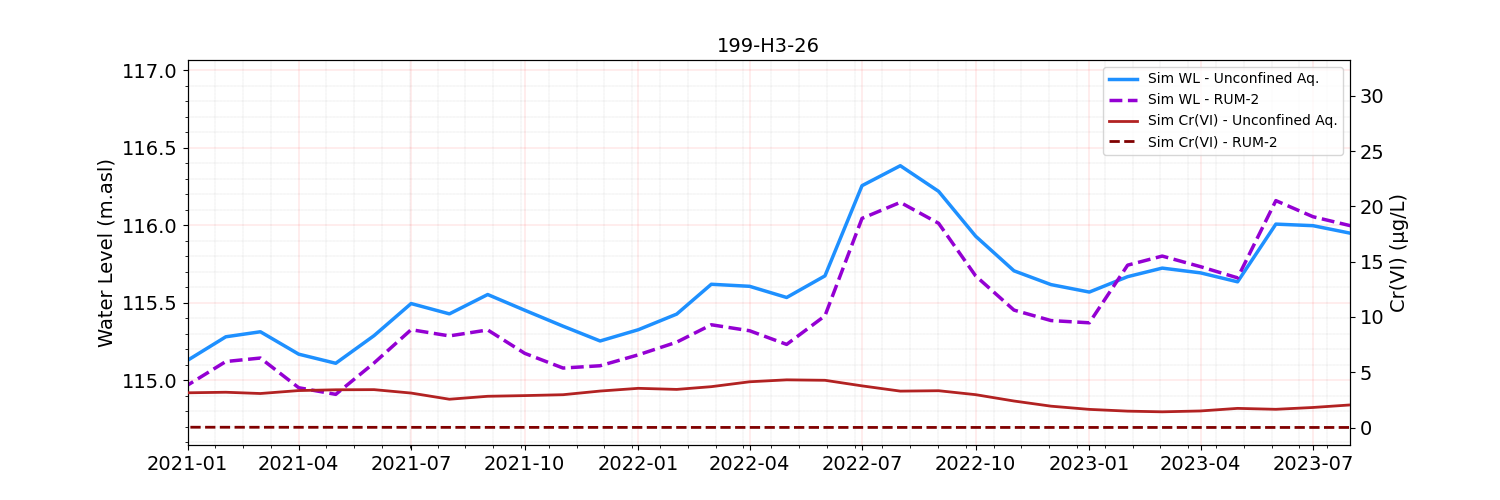 199-H3-26
Water Level (m.asl)
117.0
116.5
116.0
115.5
115.0
Sim WL - Unconfined Aq.
Sim WL - RUM-2
Sim Cr(VI) - Unconfined Aq.
Sim Cr(VI) - RUM-2
30
25
20
15
10
5
0
Cr(VI) (μg/L)
2021-01 2021-04 2021-07 2021-10 2022-01 2022-04 2022-07 2022-10 2023-01 2023-04 2023-07